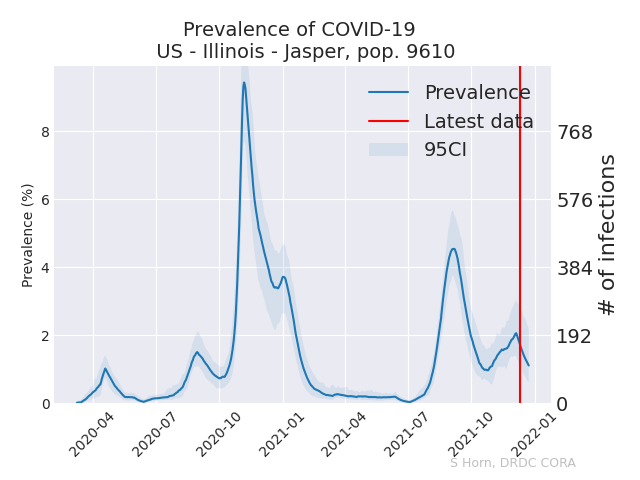 Prevalence of COVID-19
US - Illinois - Jasper, pop. 9610
Prevalence
Latest data
95CI
Prevalence (%)
8
6
4
2
0
768
576
384
192
0
# of infections
2020-04
2020-07
2020-10
2021-01
2021-04
2021-07
2021-10
2022-01
S Horn, DRDC CORA